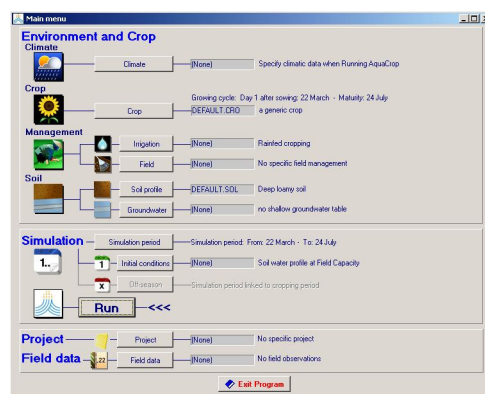 Main menu
Environment and Crop
Climate
Climate (None) Specify climatic data when Running AquaCrop
Crop
Growing cycle: Day 1 after sowing: 22 March - Maturity: 24 July
Crop DEFAULT.CRO a generic crop
Management
Irrigation (None) Rainfed cropping
Field (None) No specific field management
Soil
Soil profile DEFAULT.SOL Deep loamy soil
Groundwater (None) no shallow groundwater table
Simulation Simulation period Simulation period: From: 22 March - To: 24 July
1.. 1 Initial conditions (None) Soil water profile at Field Capacity
x Off-season Simulation period linked to cropping period
Run <<<
Project Project (None) No specific project
Field data 22 Field data (None) No field observations
Exit Program